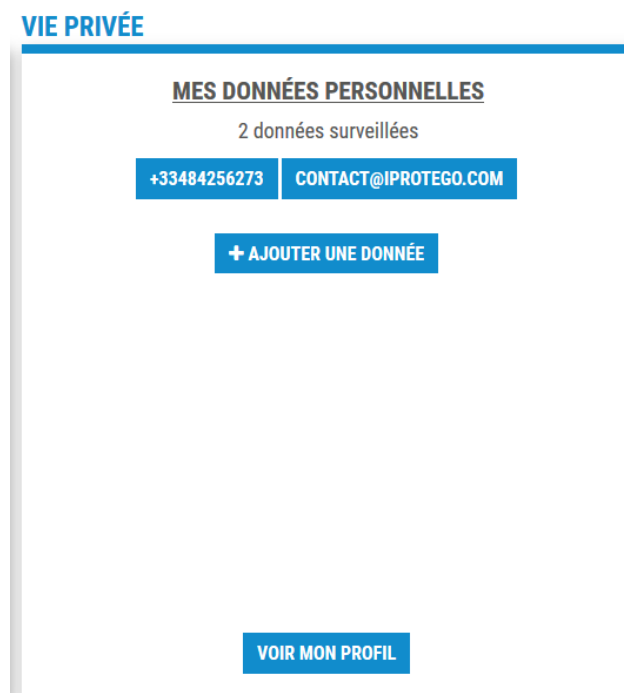 VIE PRIVÉE
MES DONNÉES PERSONNELLES
2 données surveillées
+33484256273 CONTACT@IPROTEGO.COM
+ AJOUTER UNE DONNÉE
VOIR MON PROFIL